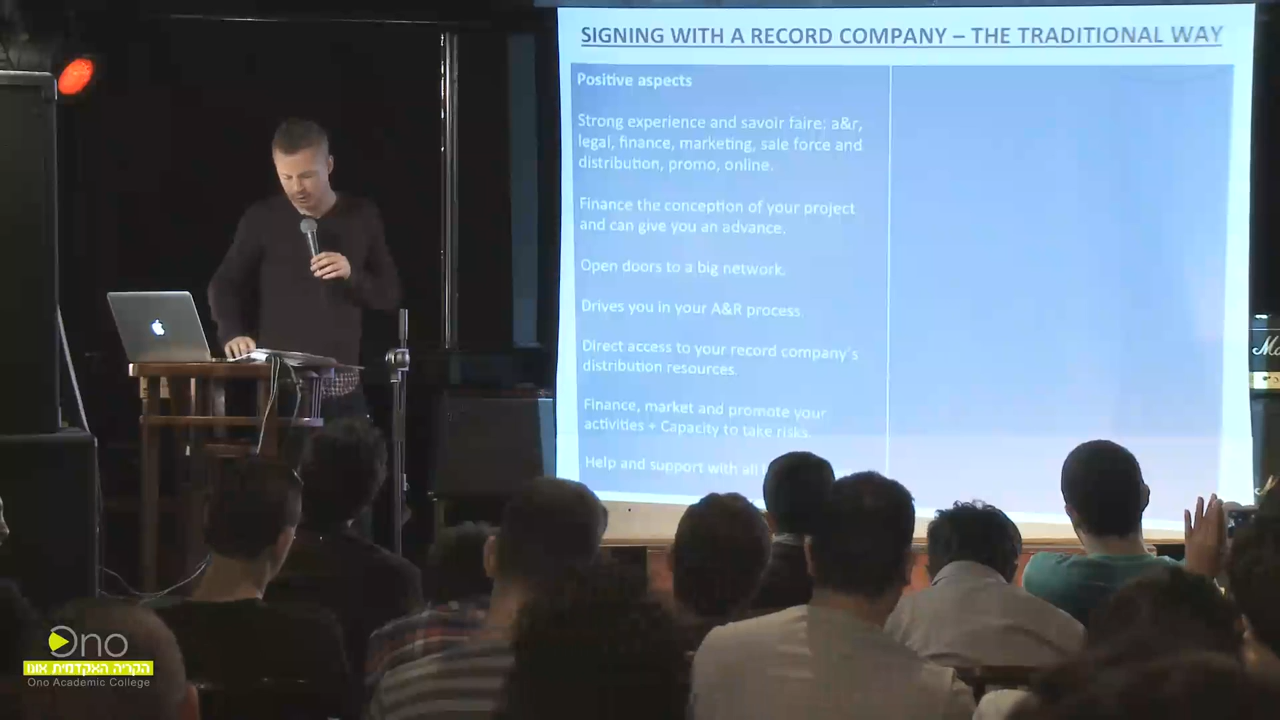 SIGNING WITH A RECORD COMPANY – THE TRADITIONAL WAY
Positive aspects
Strong experience and savoir faire: a&r,
legal, finance, marketing, sale force and
distribution, promo, online.
Finance the conception of your project
and can give you an advance.
Open doors to a big network.
Drives you in your A&R process.
Direct access to your record company's
distribution resources.
Finance, market and promote your
activities + Capacity to take risks.
Help and support with all
Ono
הקריה האקדמית אונו
Ono Academic College